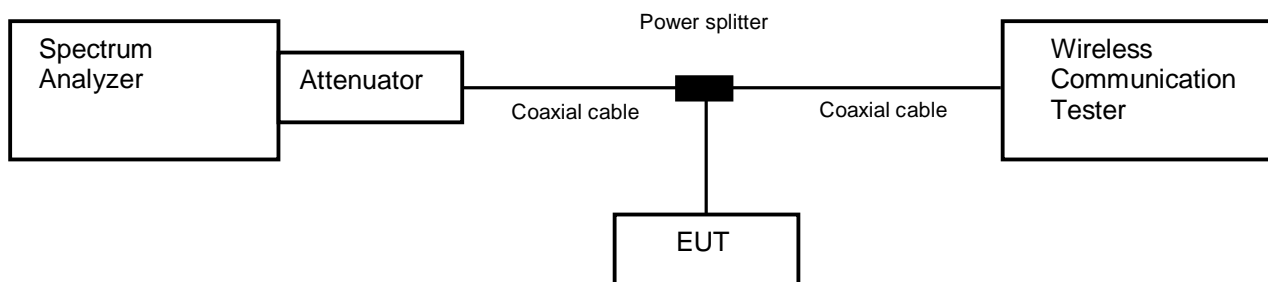 Power splitter
Spectrum
Analyzer
Attenuator
Coaxial cable
Coaxial cable
Wireless
Communication
Tester
EUT